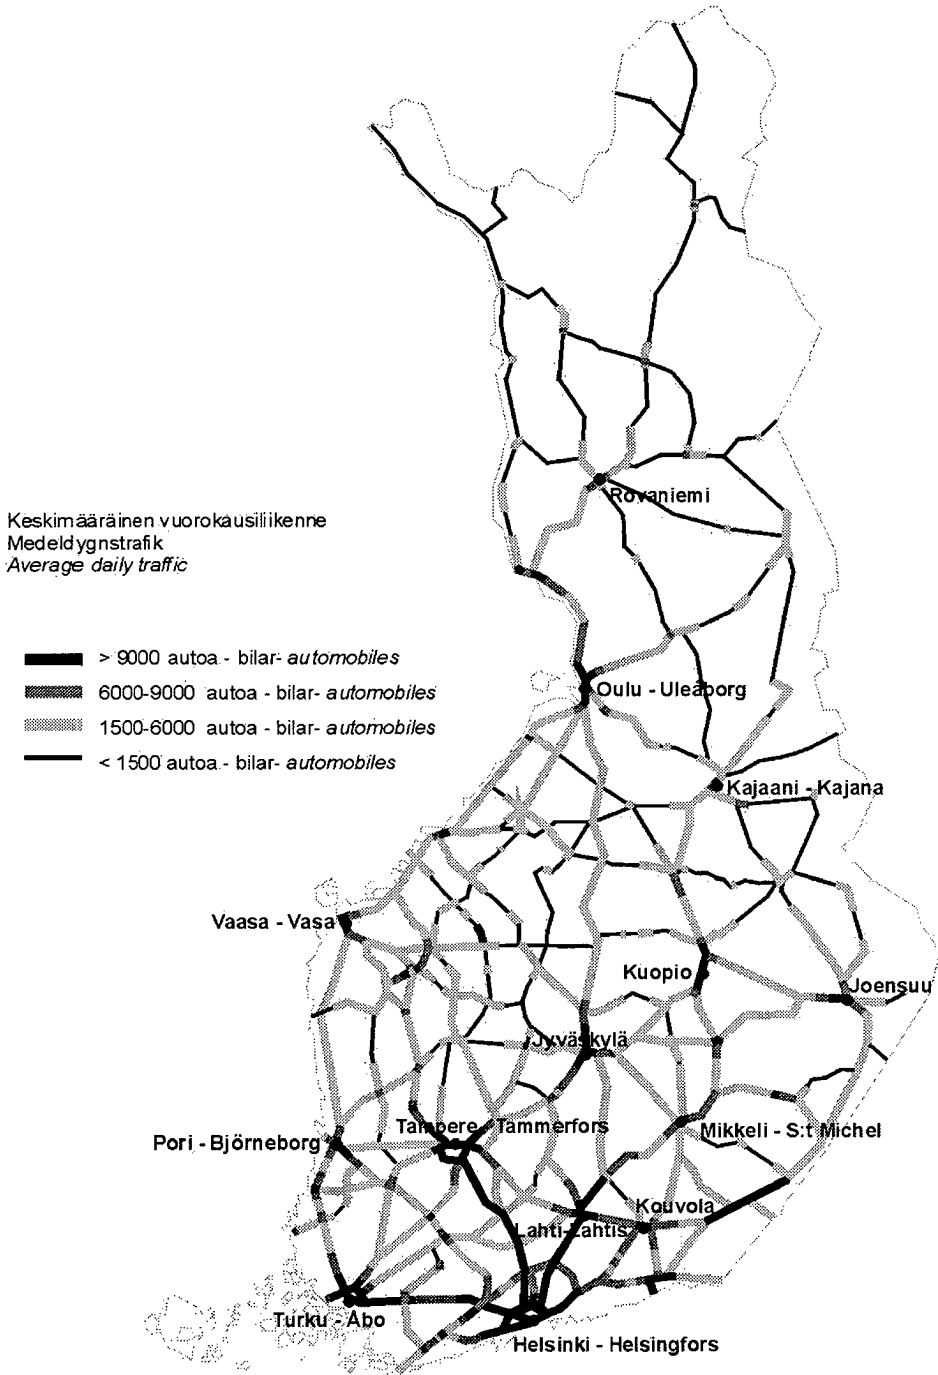 Rovaniemi
Keskimääräinen vuorokausiliikenne
Medeldygnstrafik
Average daily traffic
> 9000 autoa - bilar - automobiles
6000-9000 autoa - bilar - automobiles
1500-6000 autoa - bilar - automobiles
< 1500 autoa - bilar - automobiles
Oulu - Uleåborg
Kajaani - Kajana
Vaasa - Vasa
Kuopio
Joensuu
Jyväskylä
Tampere - Tammerfors
Mikkeli - S:t Michel
Pori - Björneborg
Kouvola
Lahti-Lahtis
Turku - Åbo
Helsinki - Helsingfors